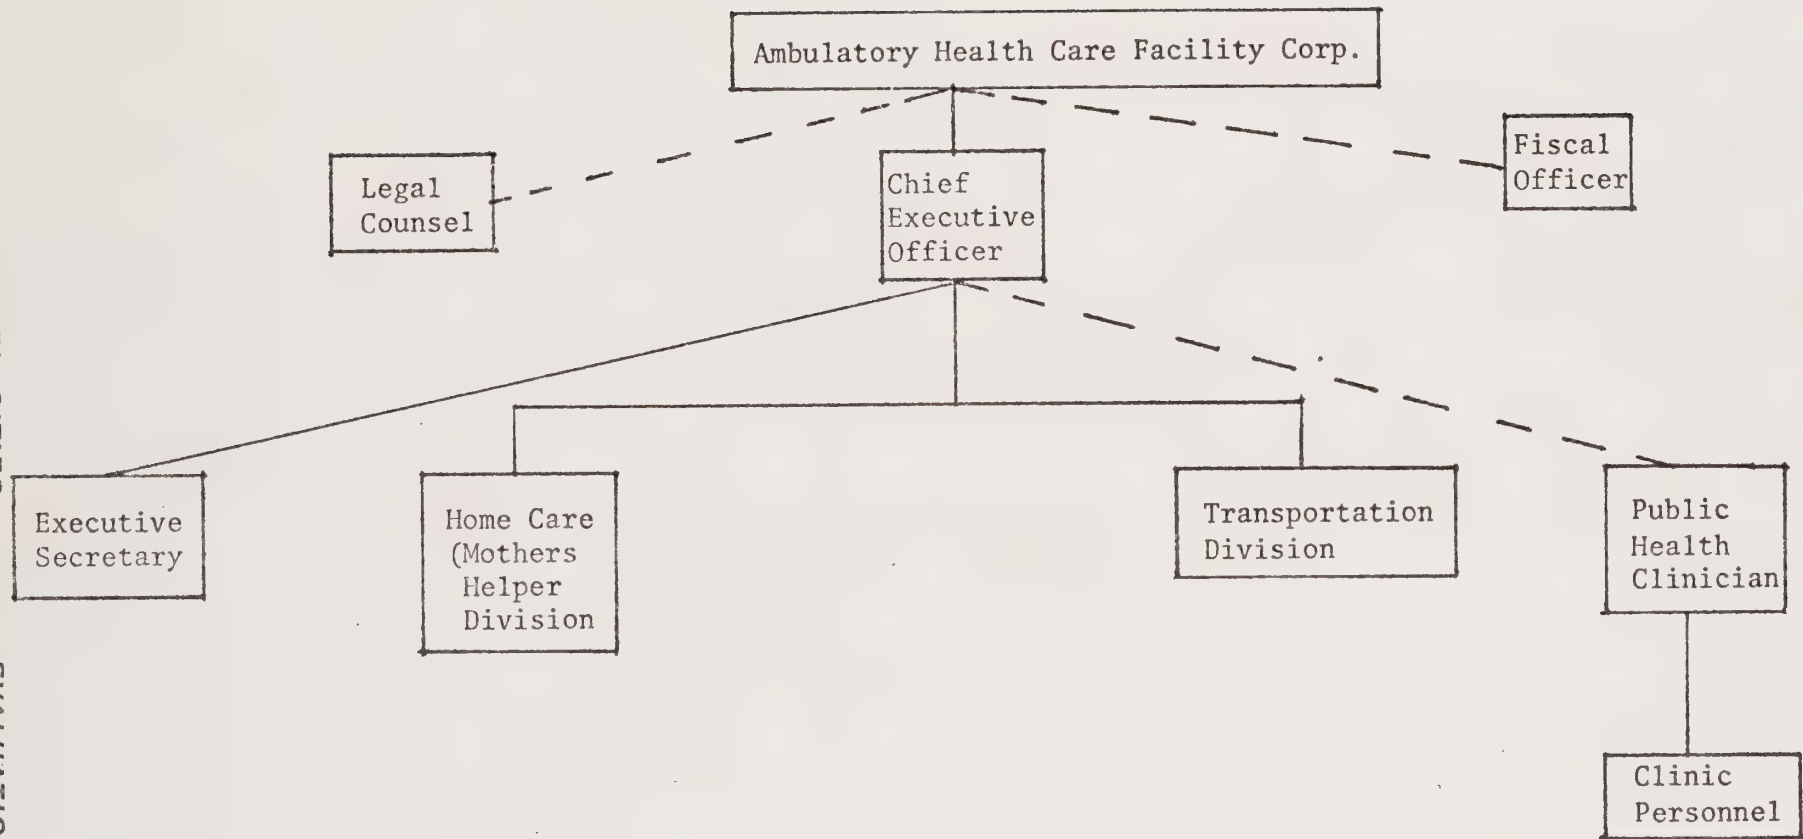 Ambulatory Health Care Facility Corp.
Legal
Counsel
Chief
Executive
Officer
Fiscal
Officer
Executive
Secretary
Home Care
(Mothers
Helper
Division
Transportation
Division
Public
Health
Clinician
Clinic
Personnel